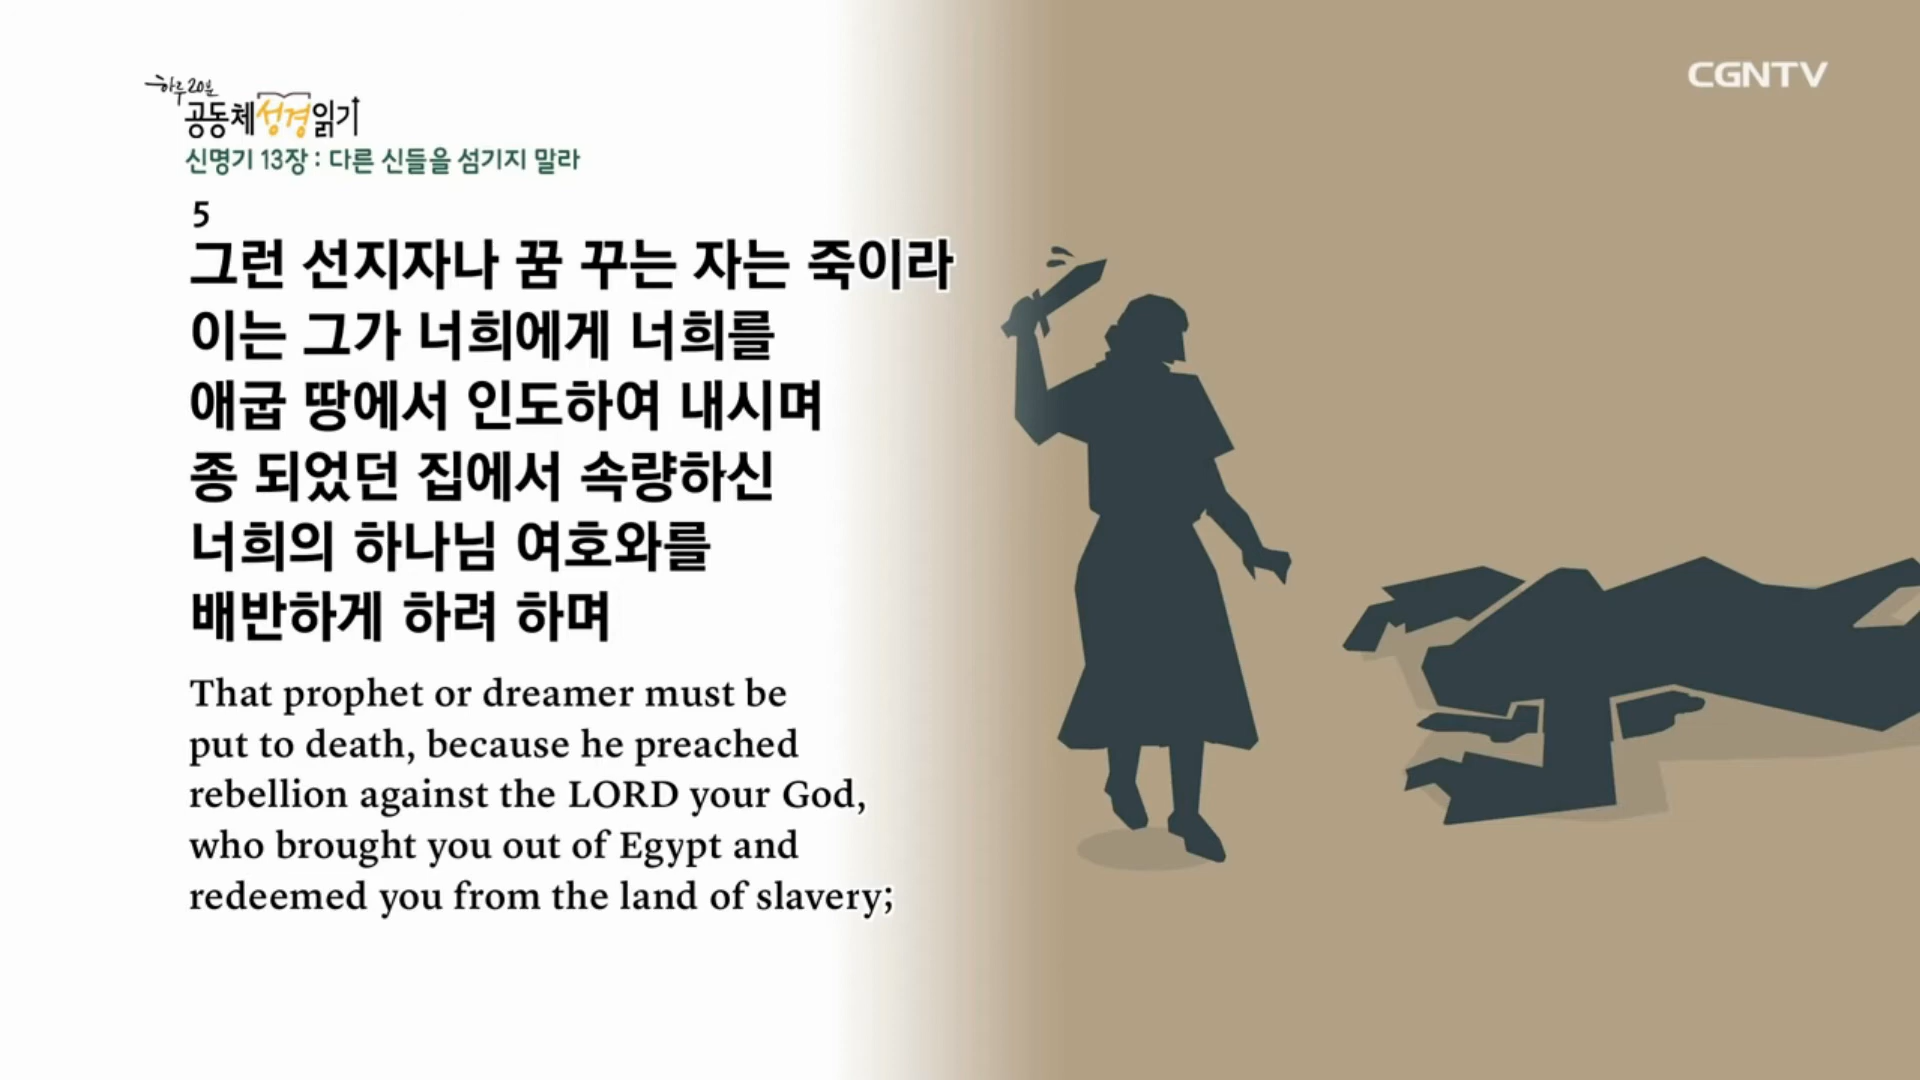 하루 20분
공동체성경읽기
CGNTV
신명기 13장 : 다른 신들을 섬기지 말라
5
그런 선지자나 꿈 꾸는 자는 죽이라
이는 그가 너희에게 너희를
애굽 땅에서 인도하여 내시며
종 되었던 집에서 속량하신
너희의 하나님 여호와를
배반하게 하려 하며
That prophet or dreamer must be
put to death, because he preached
rebellion against the LORD your God,
who brought you out of Egypt and
redeemed you from the land of slavery;